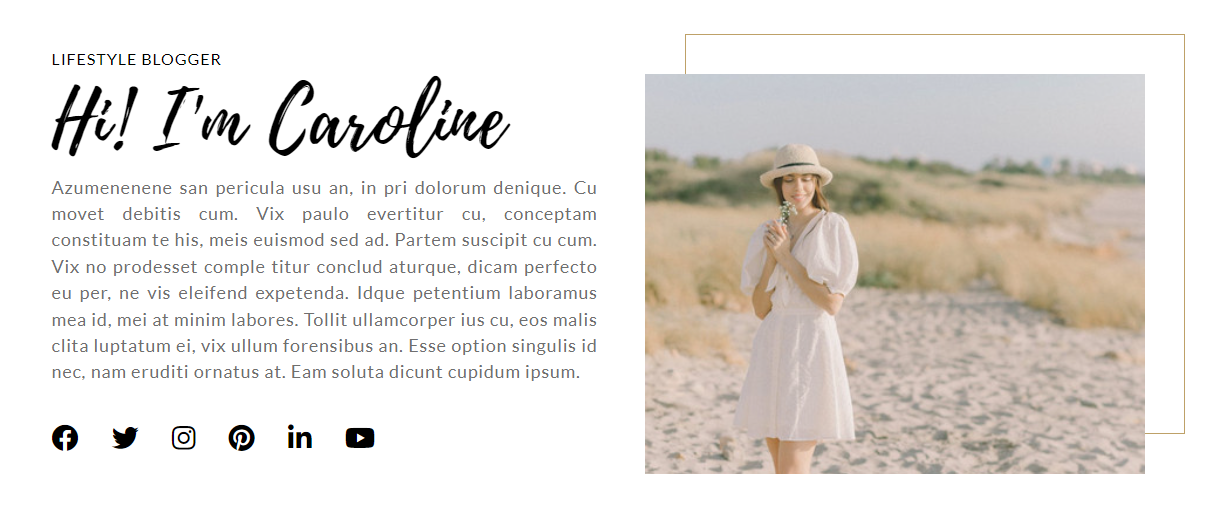 LIFESTYLE BLOGGER
Hi! I'm Caroline
Azumenenene san pericula usu an, in pri dolorum denique. Cu
movet debitis cum. Vix paulo evertitur cu, conceptam
constituam te his, meis euismod sed ad. Partem suscipit cu cum.
Vix no prodesset comple titur conclud aturque, dicam perfecto
eu per, ne vis eleifend expetenda. Idque petentium laboramus
mea id, mei at minim labores. Tollit ullamcorper ius cu, eos malis
clita luptatum ei, vix ullum forensibus an. Esse option singulis id
nec, nam eruditi ornatus at. Eam soluta dicunt cupidum ipsum.